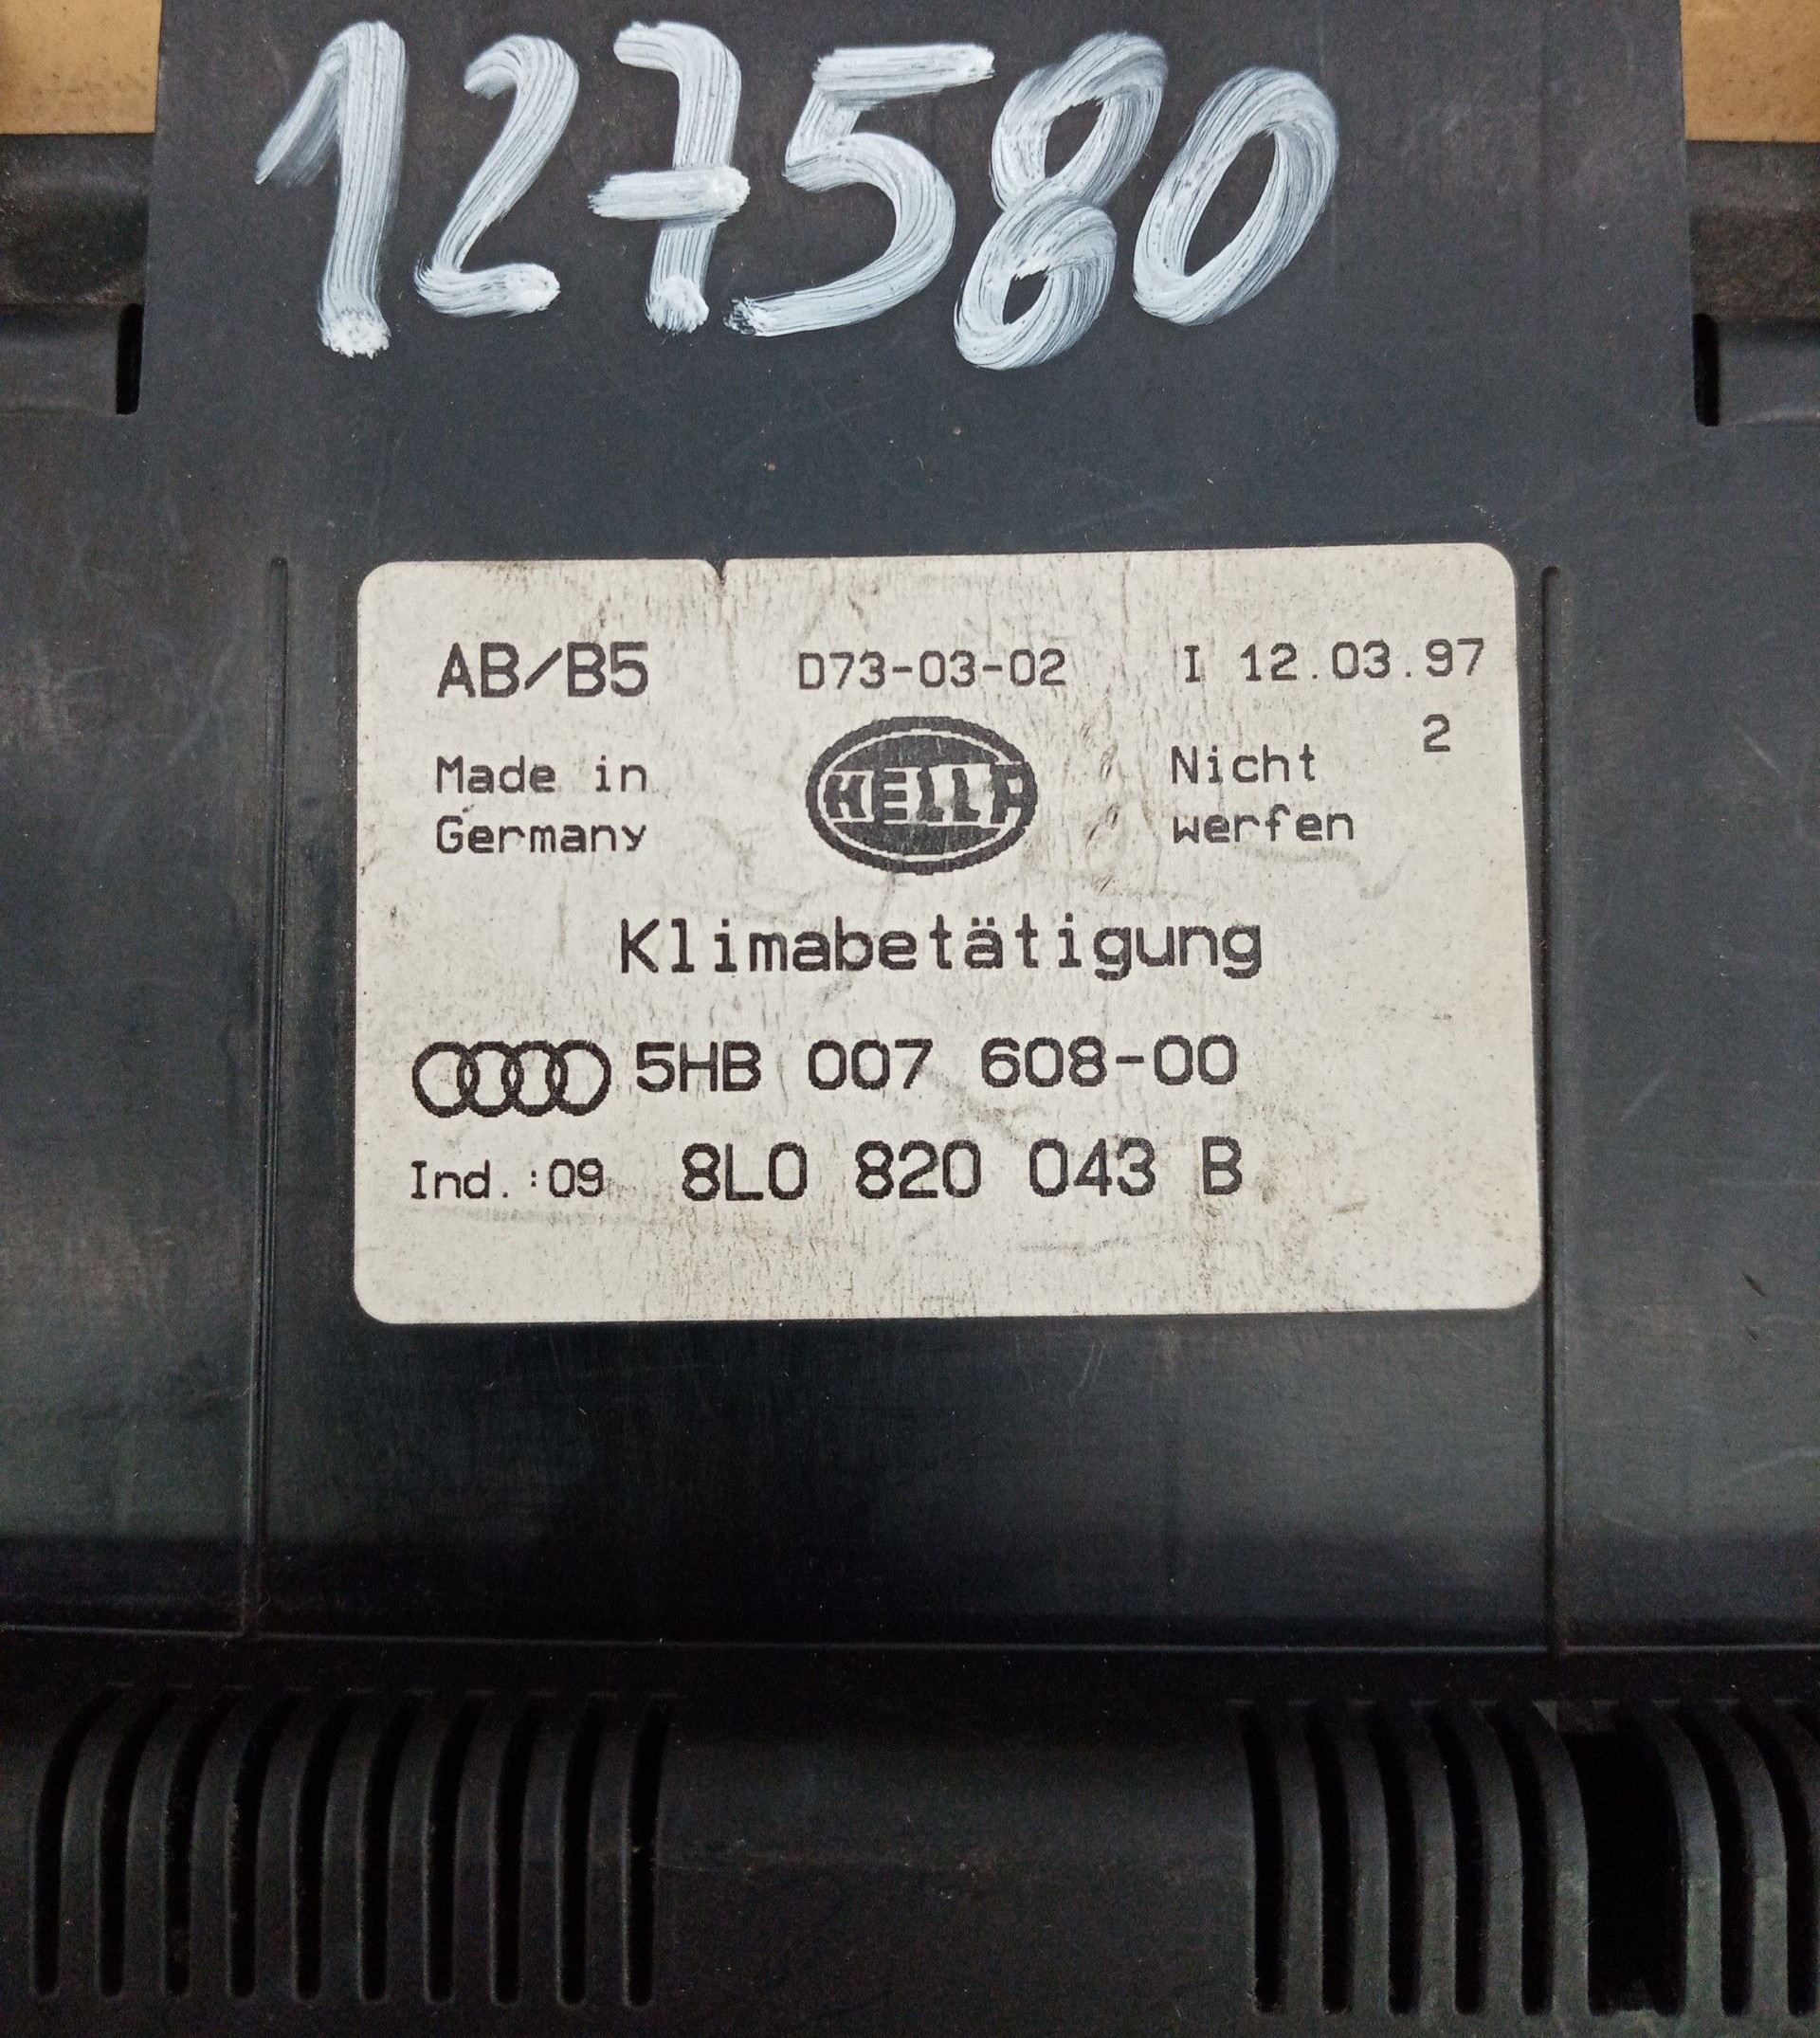 127580
AB/B5 D73-03-02 I 12.03.97
2
Made in HELLA Nicht
Germany werfen
Klimabetätigung
5HB 007 608-00
Ind.:09 8L0 820 043 B